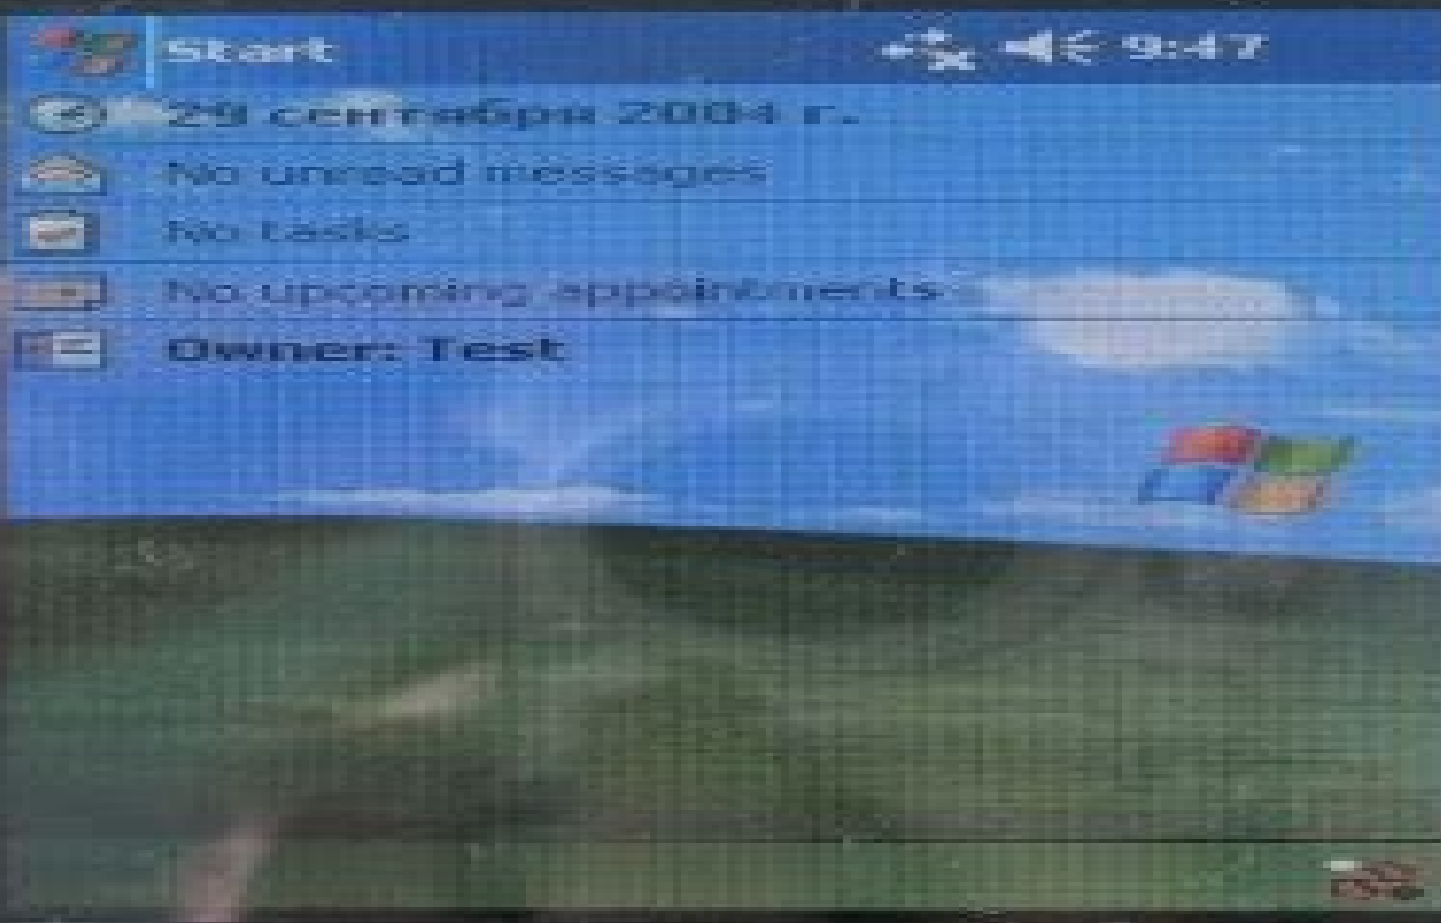 Start 9:47
29 сентября 2004 г.
No unread messages
No tasks
No upcoming appointments
Owner: Test